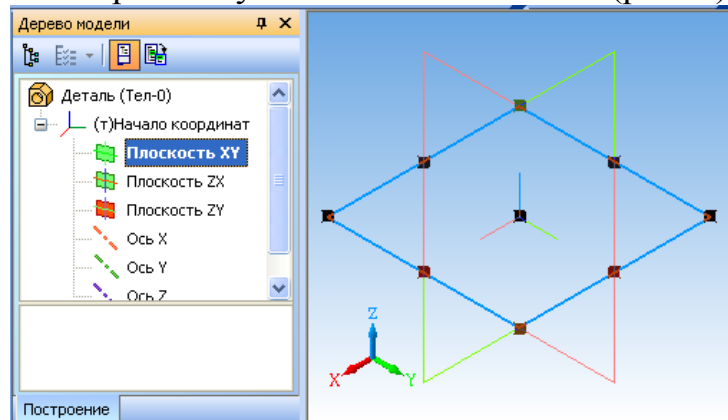 Дерево модели
Деталь (Тел-0)
(т)Начало координат
Плоскость XY
Плоскость ZX
Плоскость ZY
Ось X
Ось Y
Ось Z
Построение
Z
X
Y